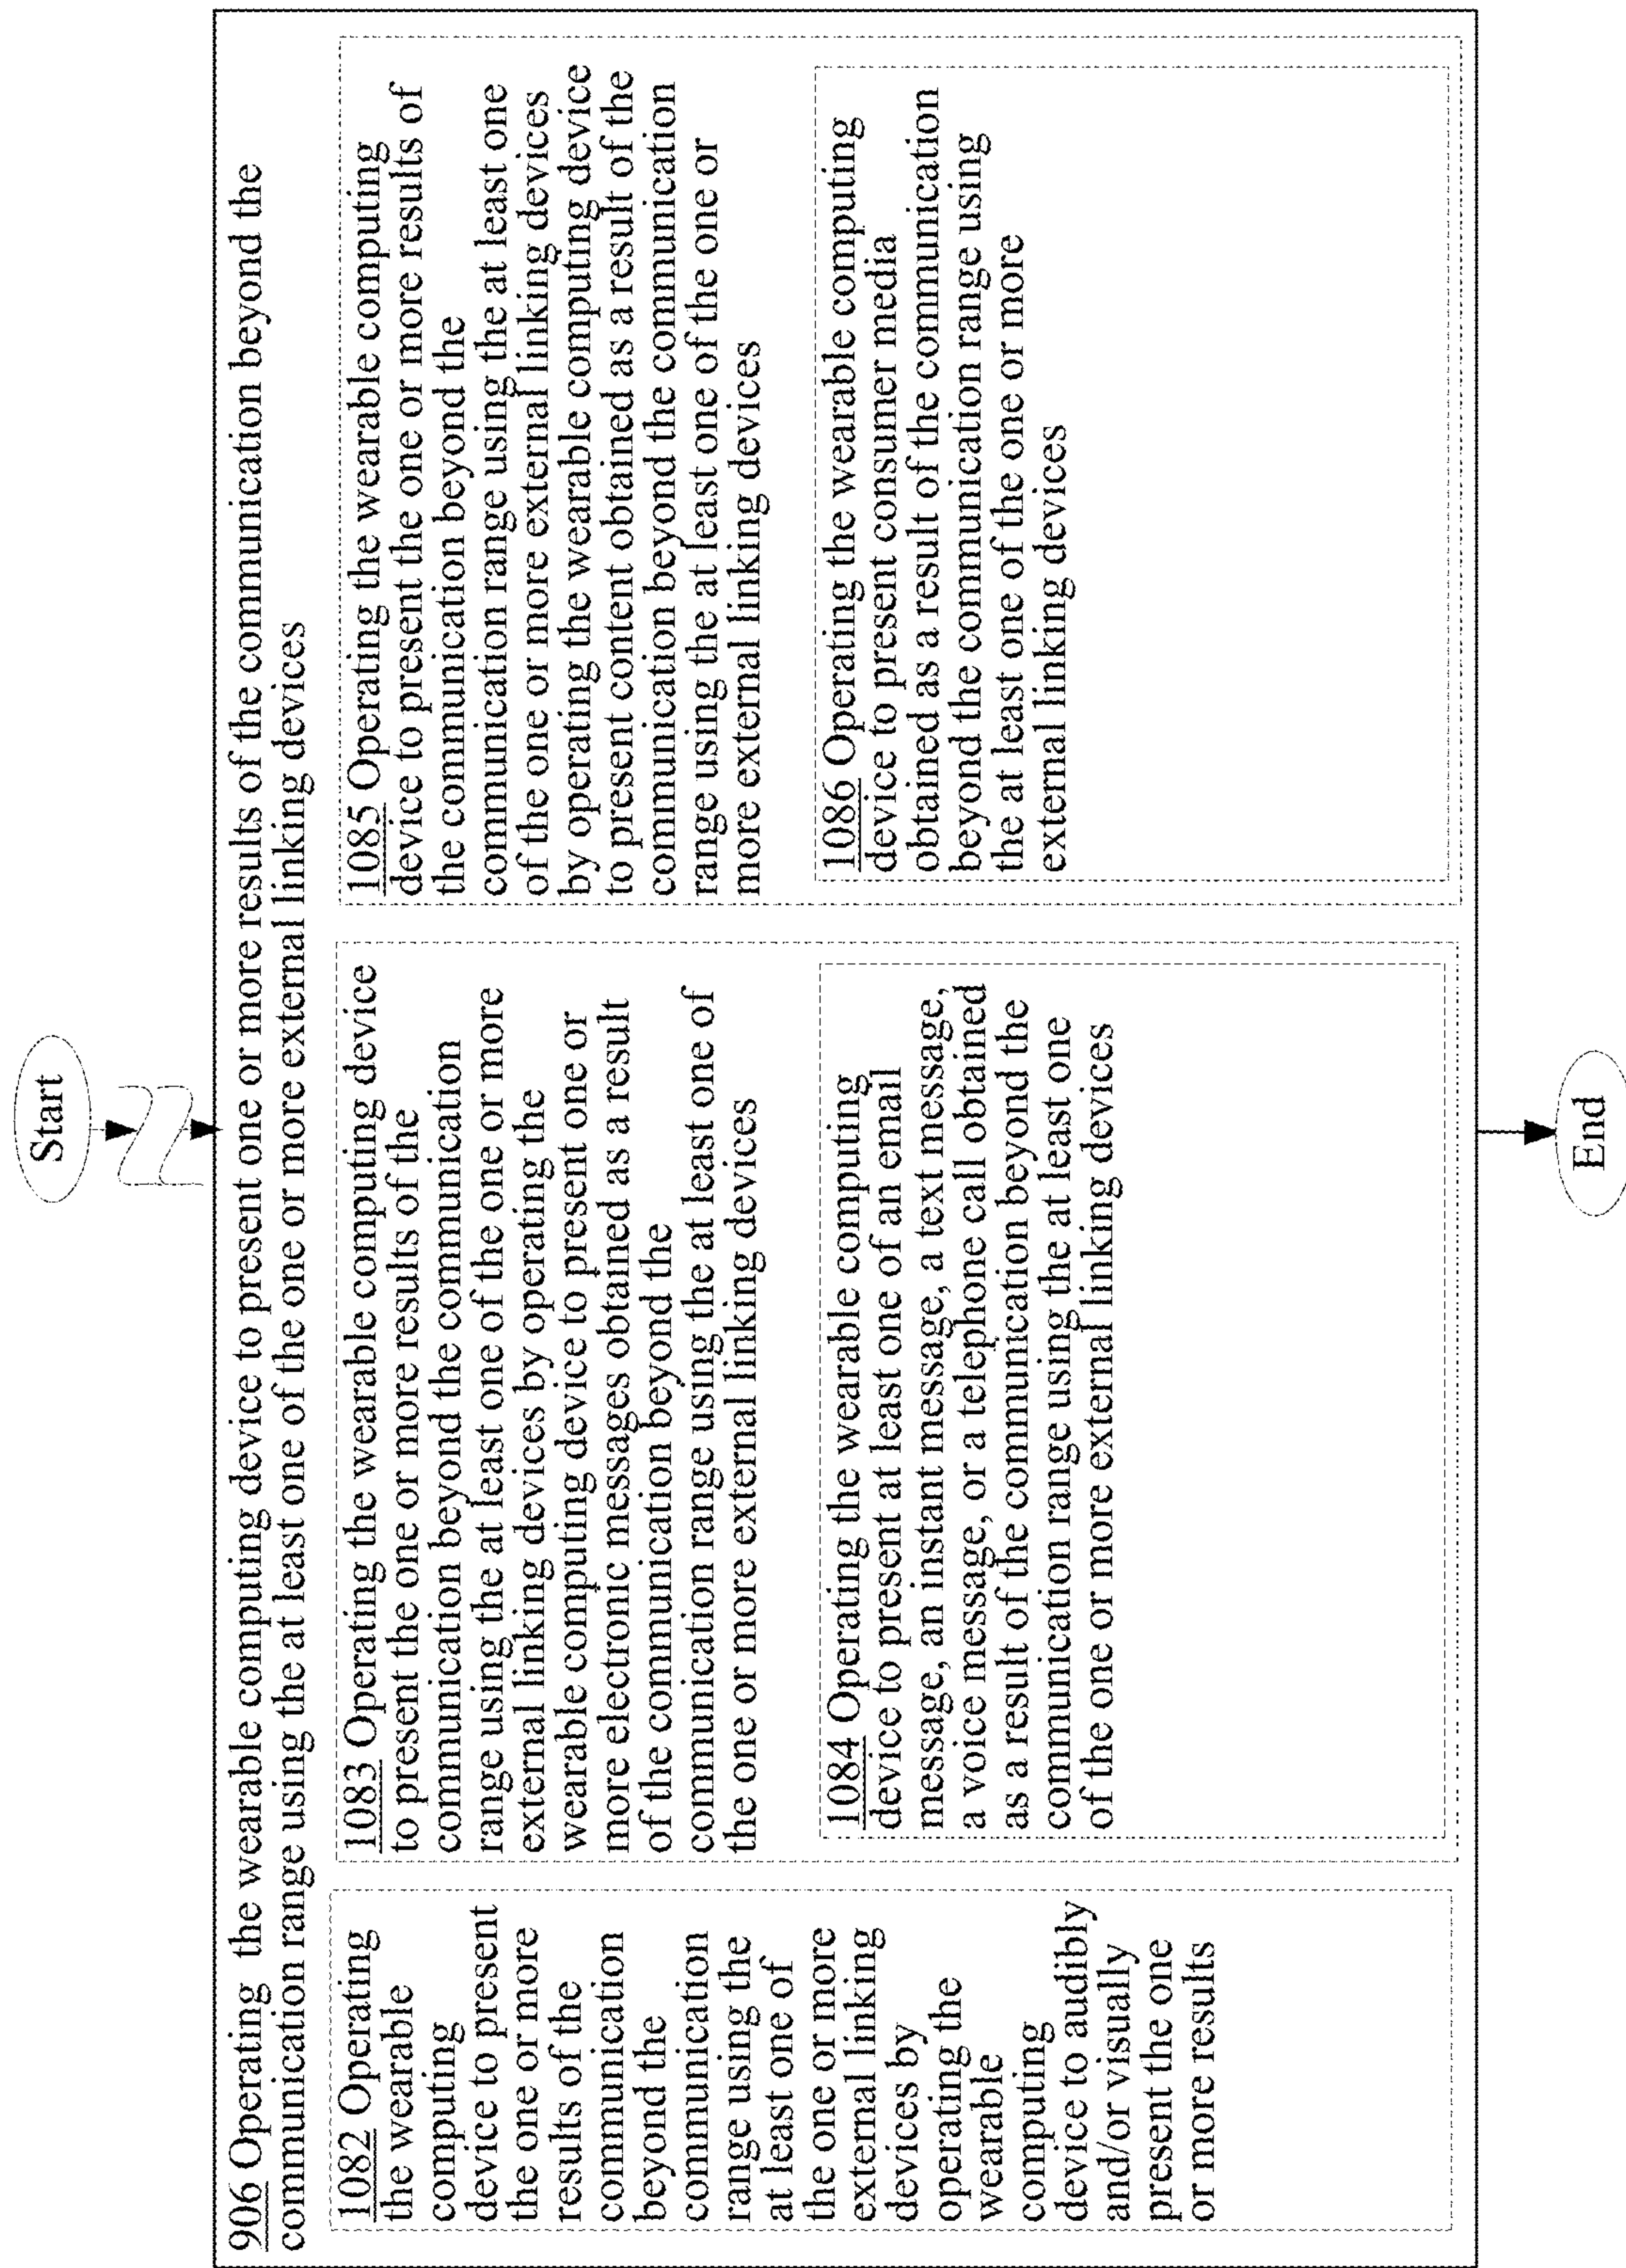 Start
906 Operating the wearable computing device to present one or more results of the communication beyond the
communication range using the at least one of the one or more external linking devices
1082 Operating
the wearable
computing
device to present
the one or more
results of the
communication
beyond the
communication
range using the
at least one of
the one or more
external linking
devices by
operating the
wearable
computing
device to audibly
and/or visually
present the one
or more results
1083 Operating the wearable computing device
to present the one or more results of the
communication beyond the communication
range using the at least one of the one or more
external linking devices by operating the
wearable computing device to present one or
more electronic messages obtained as a result
of the communication beyond the
communication range using the at least one of
the one or more external linking devices
1084 Operating the wearable computing
device to present at least one of an email
message, an instant message, a text message,
a voice message, or a telephone call obtained
as a result of the communication beyond the
communication range using the at least one
of the one or more external linking devices
1085 Operating the wearable computing
device to present the one or more results of
the communication beyond the
communication range using the at least one
of the one or more external linking devices
by operating the wearable computing device
to present content obtained as a result of the
communication beyond the communication
range using the at least one of the one or
more external linking devices
1086 Operating the wearable computing
device to present consumer media
obtained as a result of the communication
beyond the communication range using
the at least one of the one or more
external linking devices
End